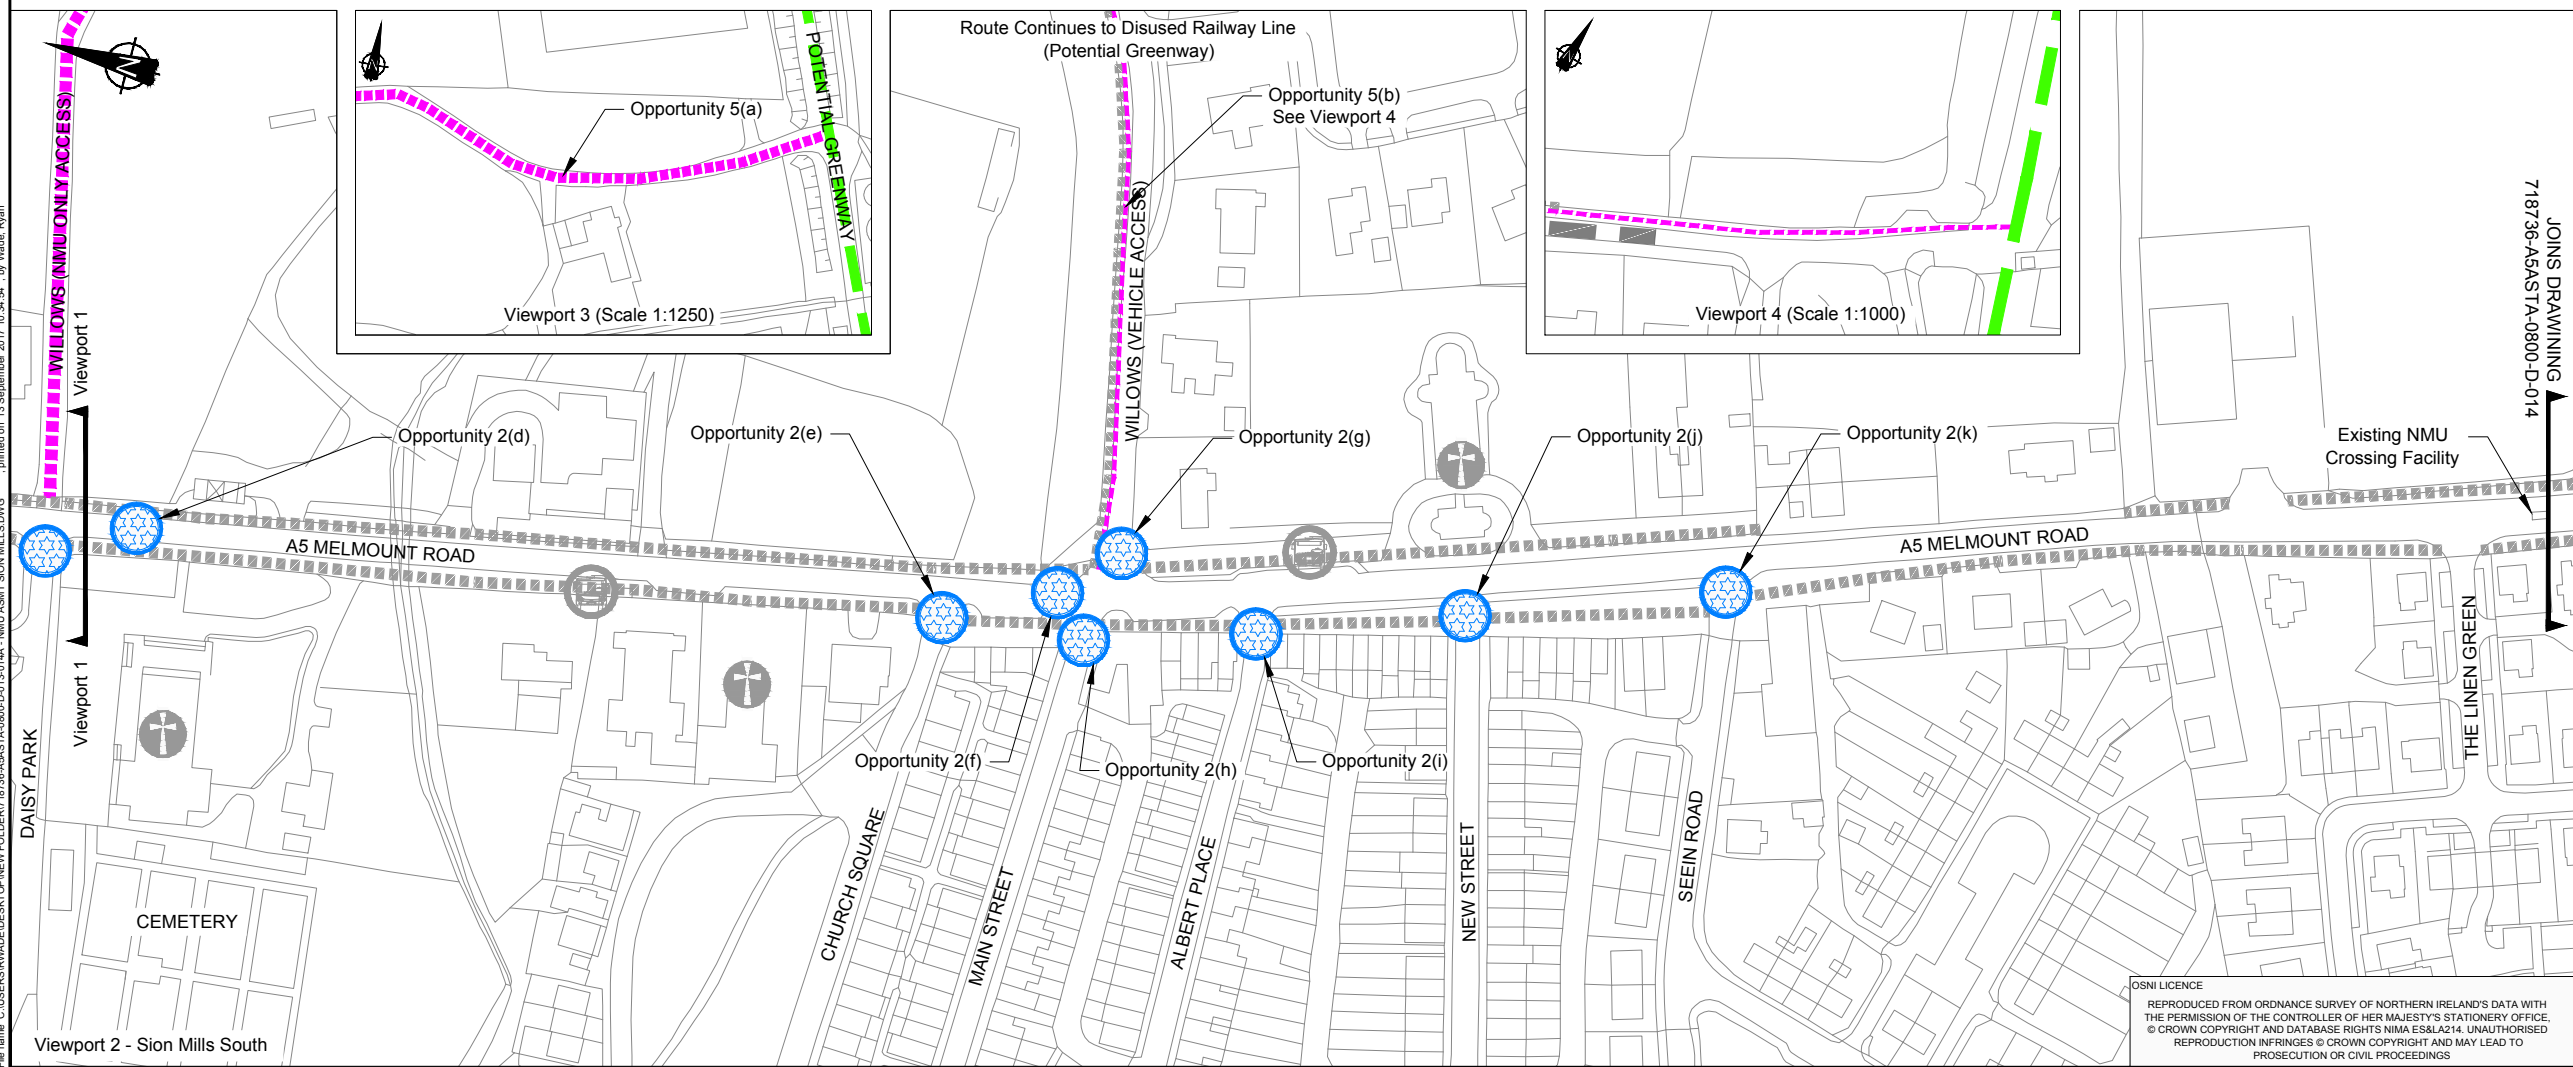 Route Continues to Disused Railway Line
(Potential Greenway)
WILLOWS (NMU ONLY ACCESS)
Viewport 1
Viewport 1
Opportunity 5(a)
POTENTIAL GREENWAY
Viewport 3 (Scale 1:1250)
Opportunity 5(b)
See Viewport 4
WILLOWS (VEHICLE ACCESS)
Viewport 4 (Scale 1:1000)
JOINS DRAWINING
718736-A5ASTA-0800-D-014
Opportunity 2(d)
Opportunity 2(e)
Opportunity 2(g)
Opportunity 2(j)
Opportunity 2(k)
Existing NMU
Crossing Facility
A5 MELMOUNT ROAD
A5 MELMOUNT ROAD
Opportunity 2(f)
Opportunity 2(h)
Opportunity 2(i)
DAISY PARK
CHURCH SQUARE
MAIN STREET
ALBERT PLACE
NEW STREET
SEEIN ROAD
THE LINEN GREEN
CEMETERY
Viewport 2 - Sion Mills South
OSNI LICENCE
REPRODUCED FROM ORDNANCE SURVEY OF NORTHERN IRELAND'S DATA WITH
THE PERMISSION OF THE CONTROLLER OF HER MAJESTY'S STATIONERY OFFICE,
© CROWN COPYRIGHT AND DATABASE RIGHTS NIMA ES&LA214. UNAUTHORISED
REPRODUCTION INFRINGES © CROWN COPYRIGHT AND MAY LEAD TO
PROSECUTION OR CIVIL PROCEEDINGS